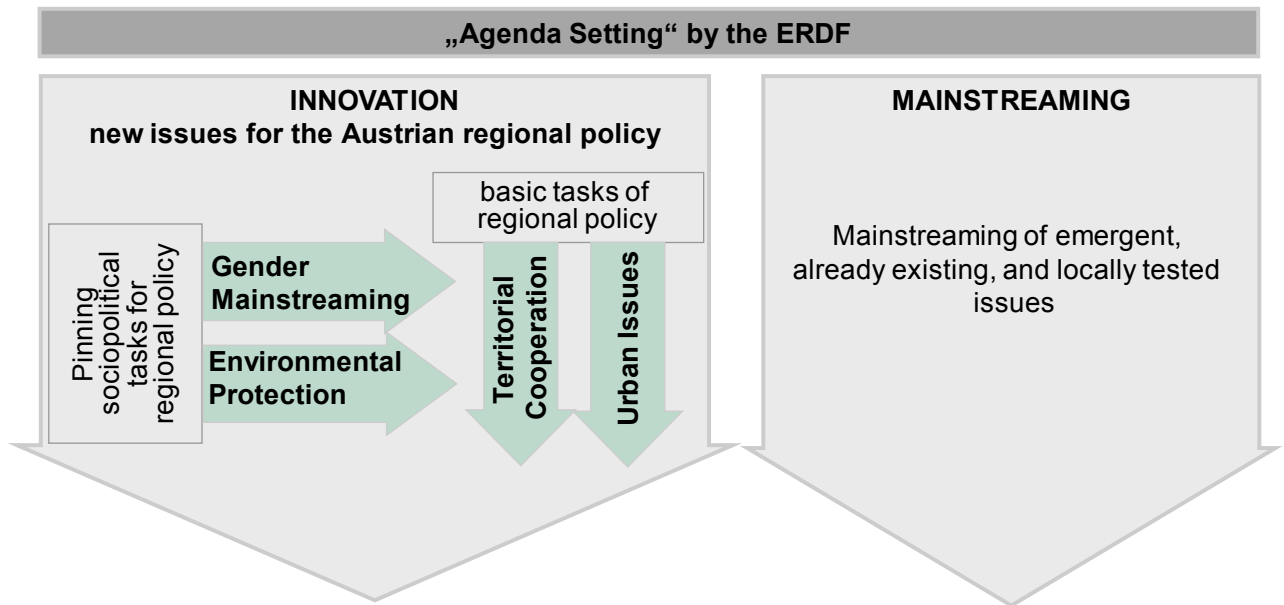 „Agenda Setting“ by the ERDF
INNOVATION
new issues for the Austrian regional policy
basic tasks of
regional policy
Pinning
sociopolitical
tasks for
regional policy
Gender
Mainstreaming
Environmental
Protection
Territorial
Cooperation
Urban Issues
MAINSTREAMING
Mainstreaming of emergent,
already existing, and locally tested
issues